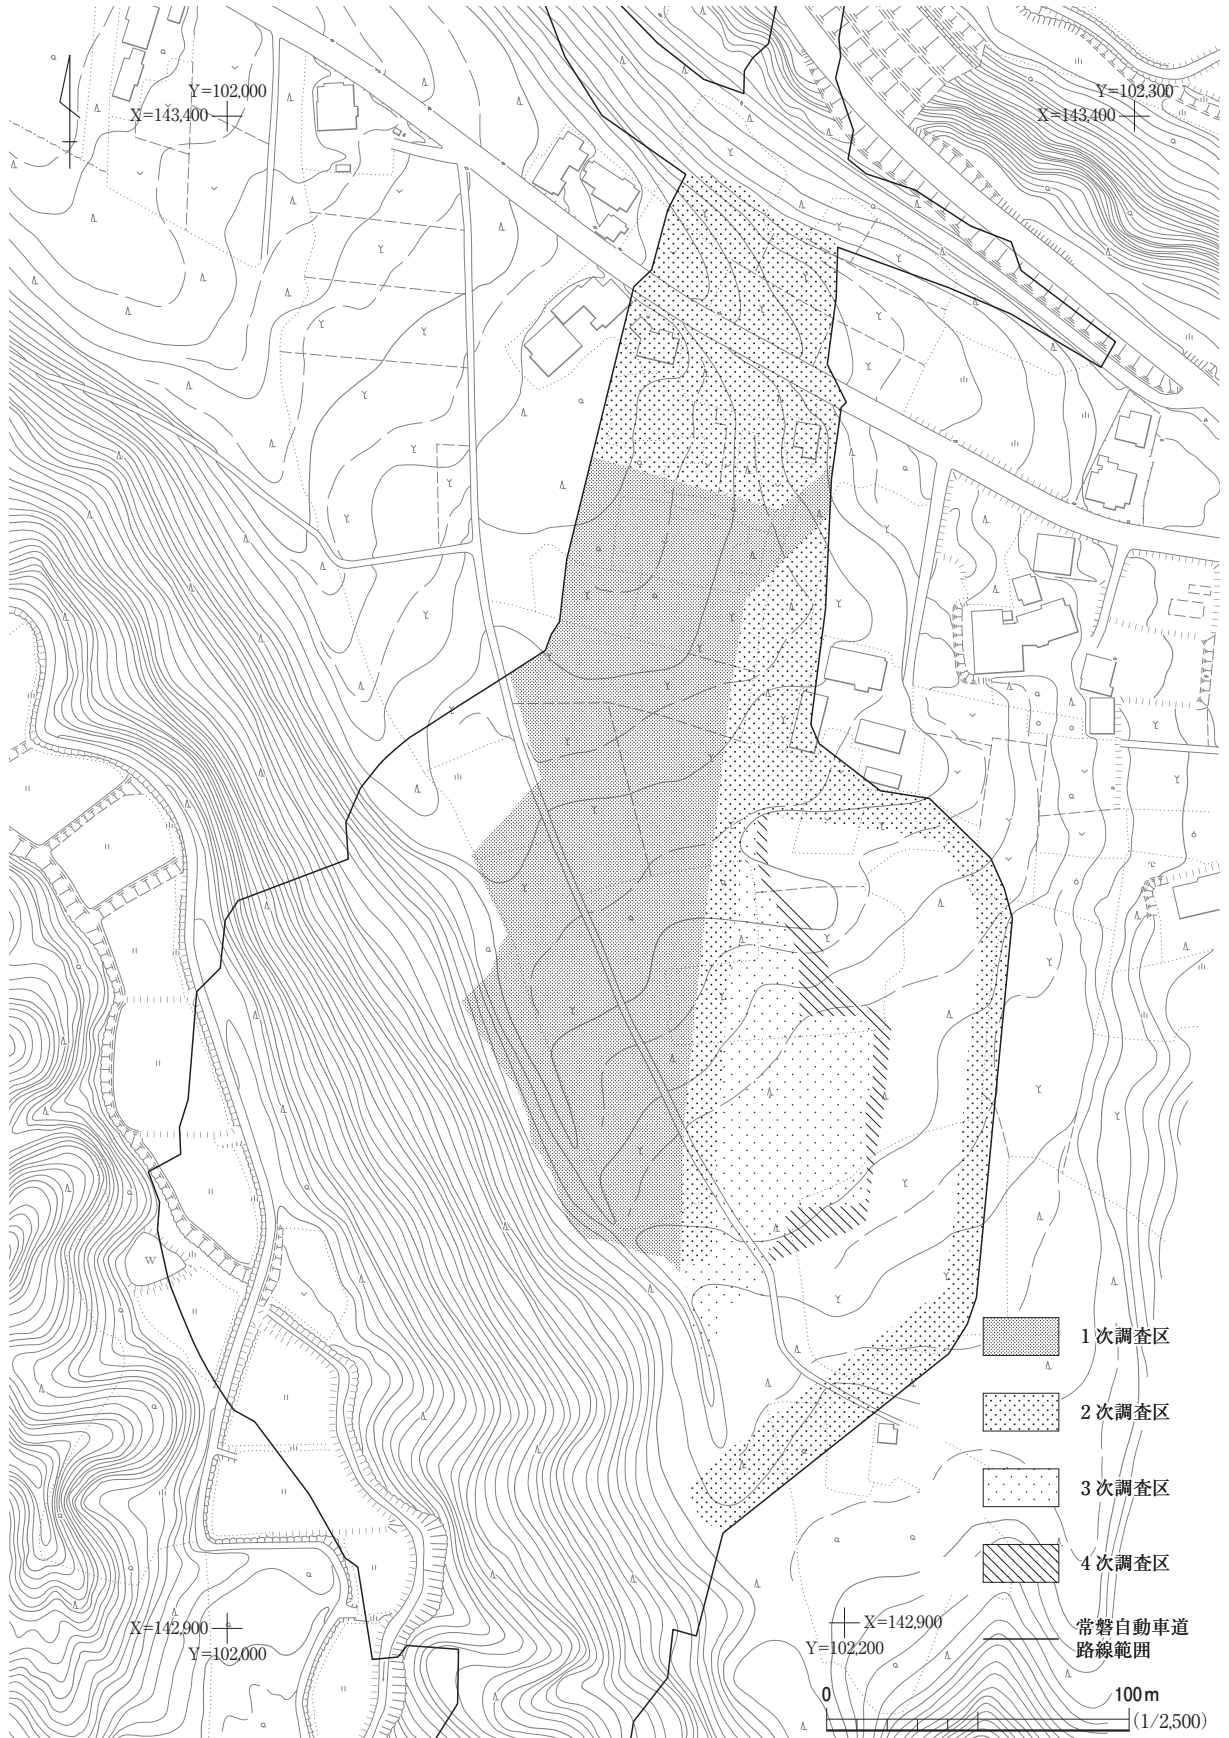 Y=102,000
X=143,400
Y=102,300
X=143,400
W
1次調査区
2次調査区
3次調査区
4次調査区
常磐自動車道
路線範囲
X=142,900
Y=102,000
X=142,900
Y=102,200
0
100m
(1/2,500)